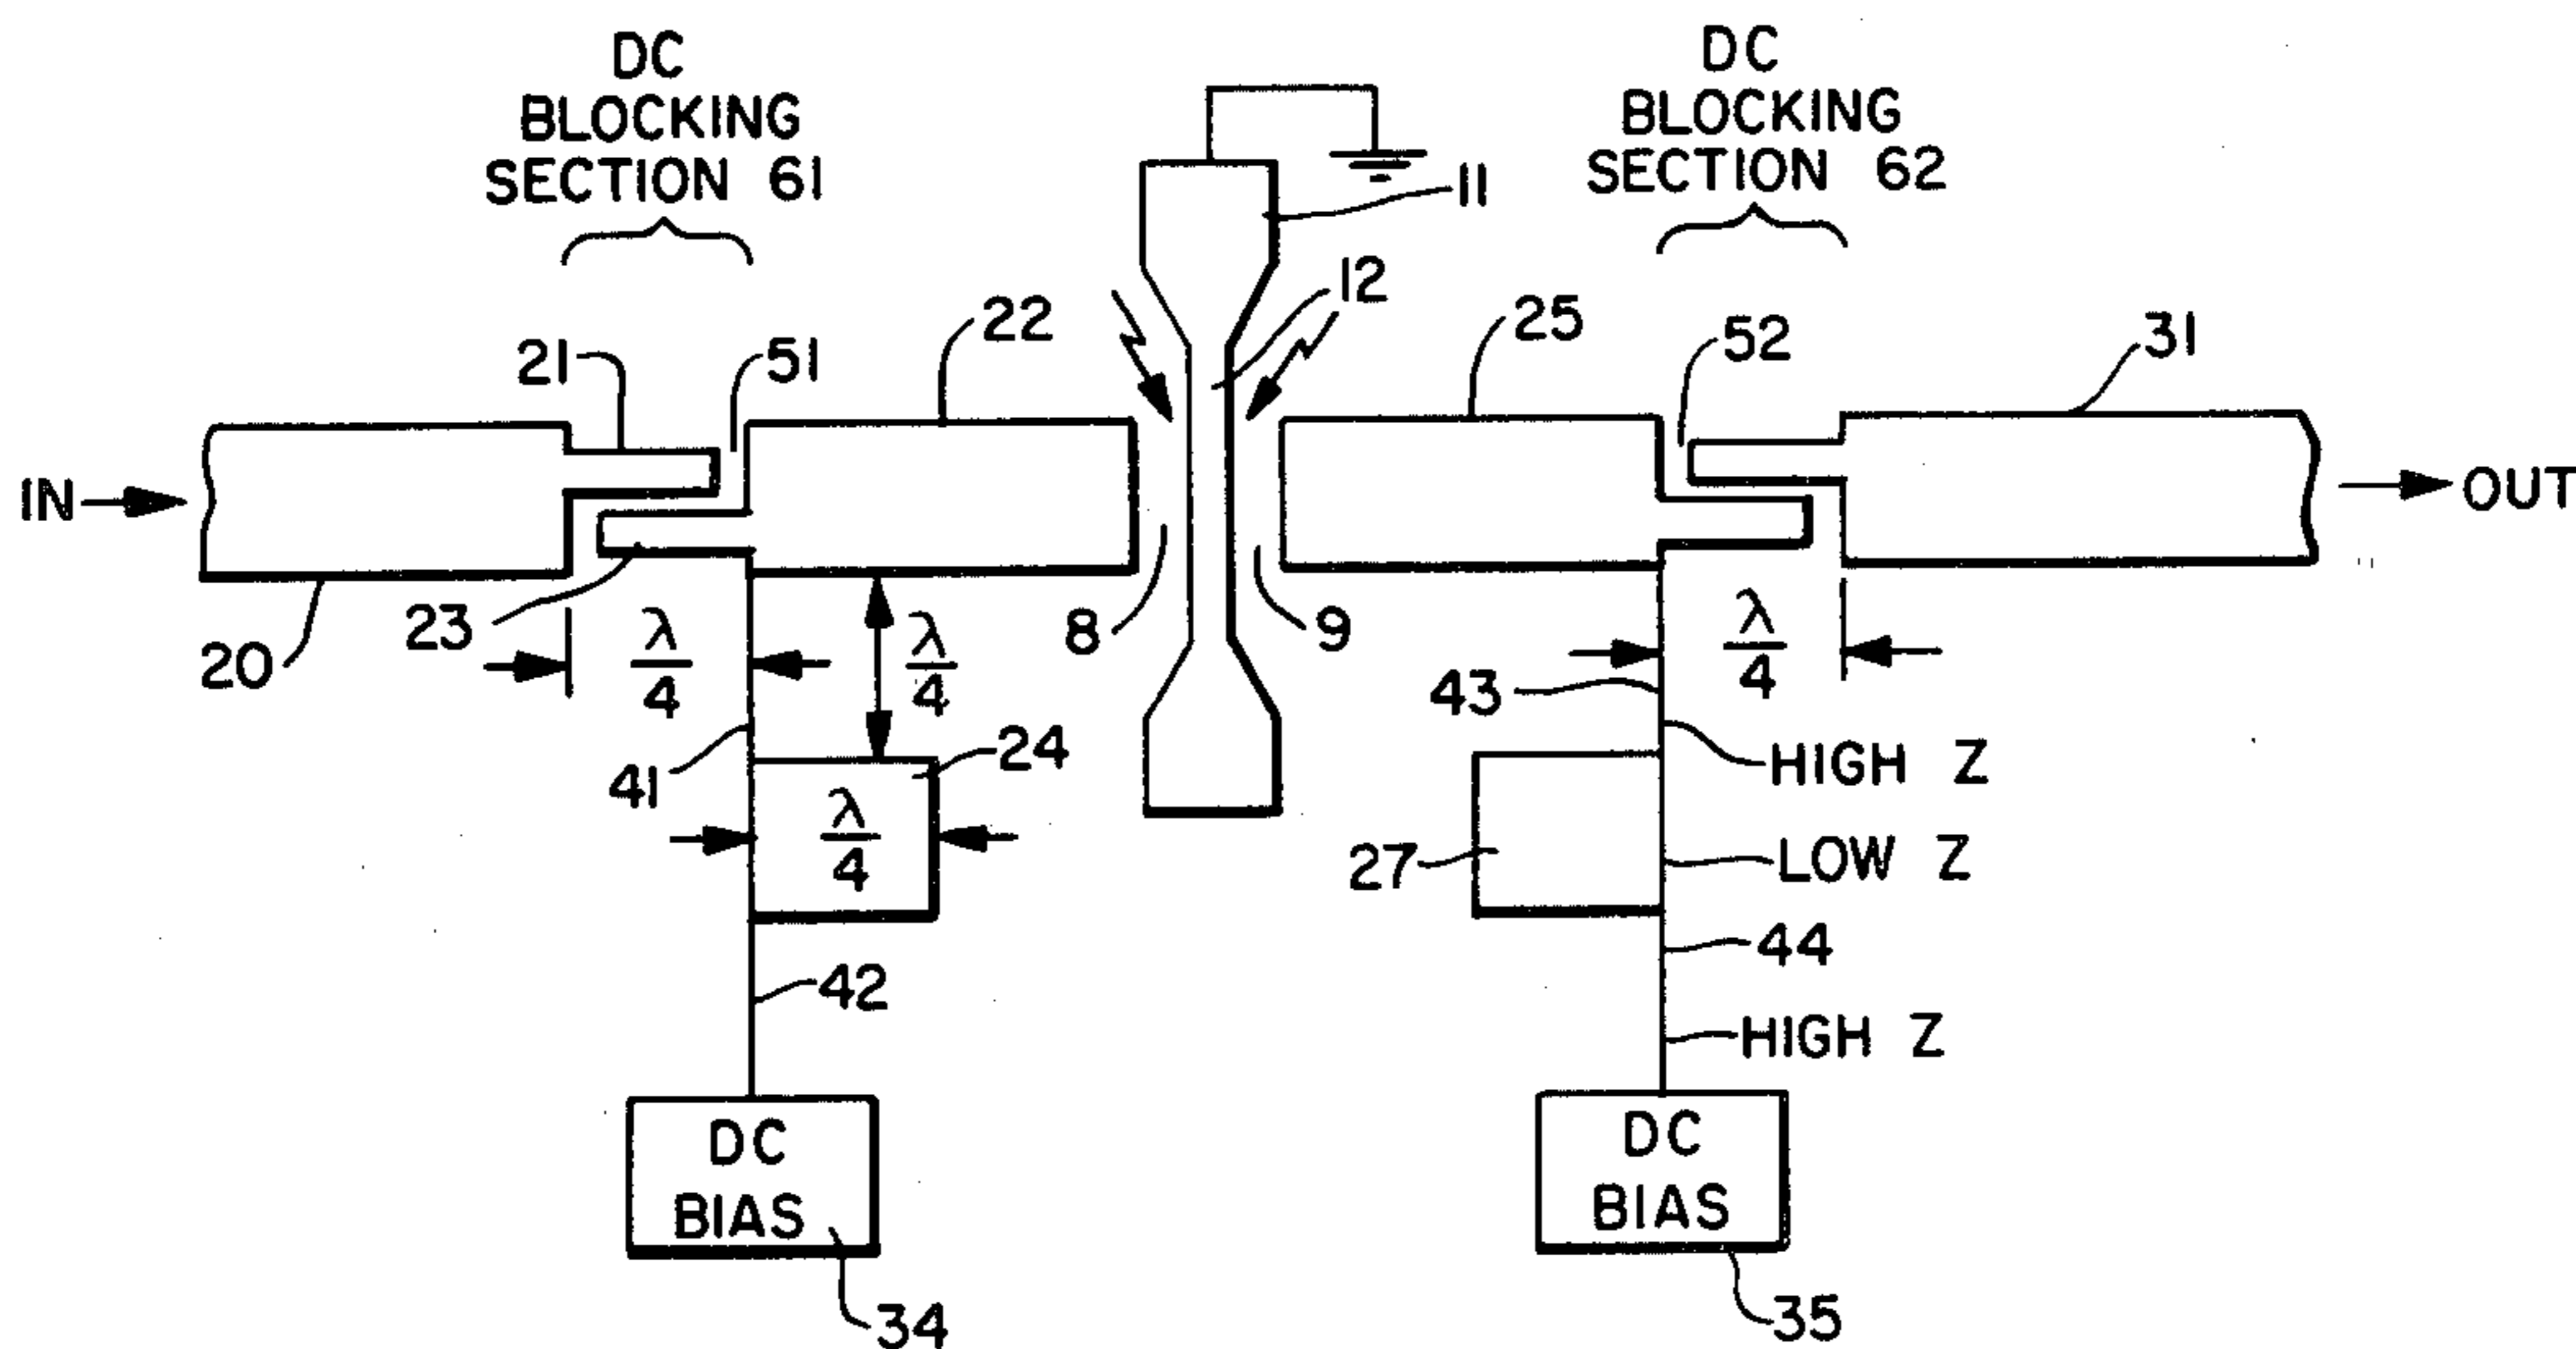 DC
BLOCKING
SECTION 61
DC
BLOCKING
SECTION 62
11
12
22
25
21
51
52
31
IN
OUT
23
8
9
20
λ/4
λ/4
λ/4
43
24
41
HIGH Z
λ/4
27
LOW Z
42
44
HIGH Z
DC
BIAS
DC
BIAS
34
35